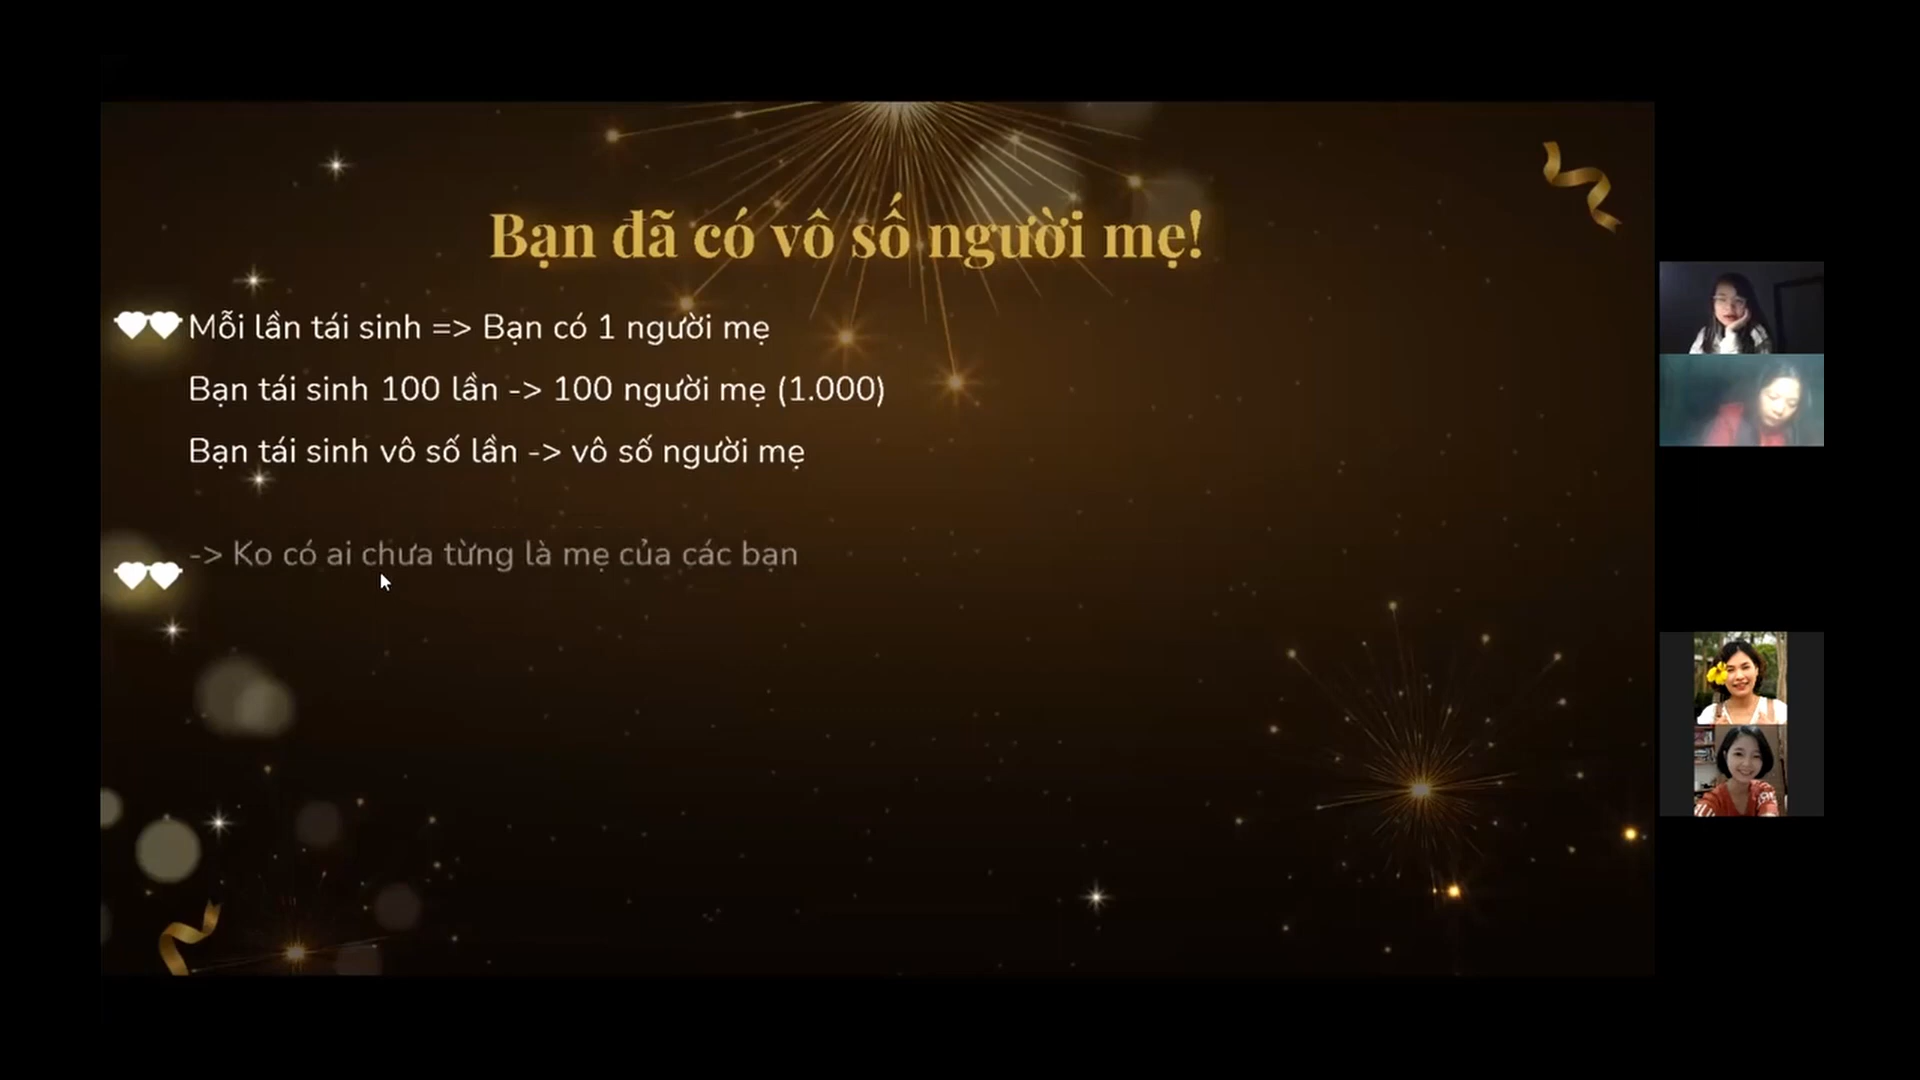 Bạn đã có vô số người mẹ!
Mỗi lần tái sinh => Bạn có 1 người mẹ
Bạn tái sinh 100 lần -> 100 người mẹ (1.000)
Bạn tái sinh vô số lần -> vô số người mẹ
-> Ko có ai chưa từng là mẹ của các bạn